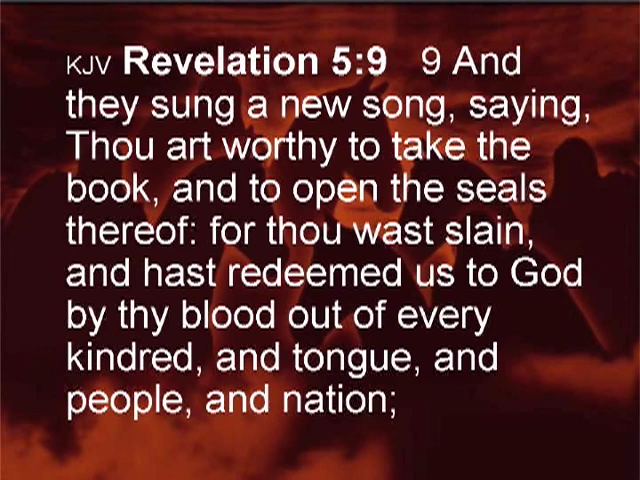 KJV Revelation 5:9 9 And
they sung a new song, saying,
Thou art worthy to take the
book, and to open the seals
thereof: for thou wast slain,
and hast redeemed us to God
by thy blood out of every
kindred, and tongue, and
people, and nation;